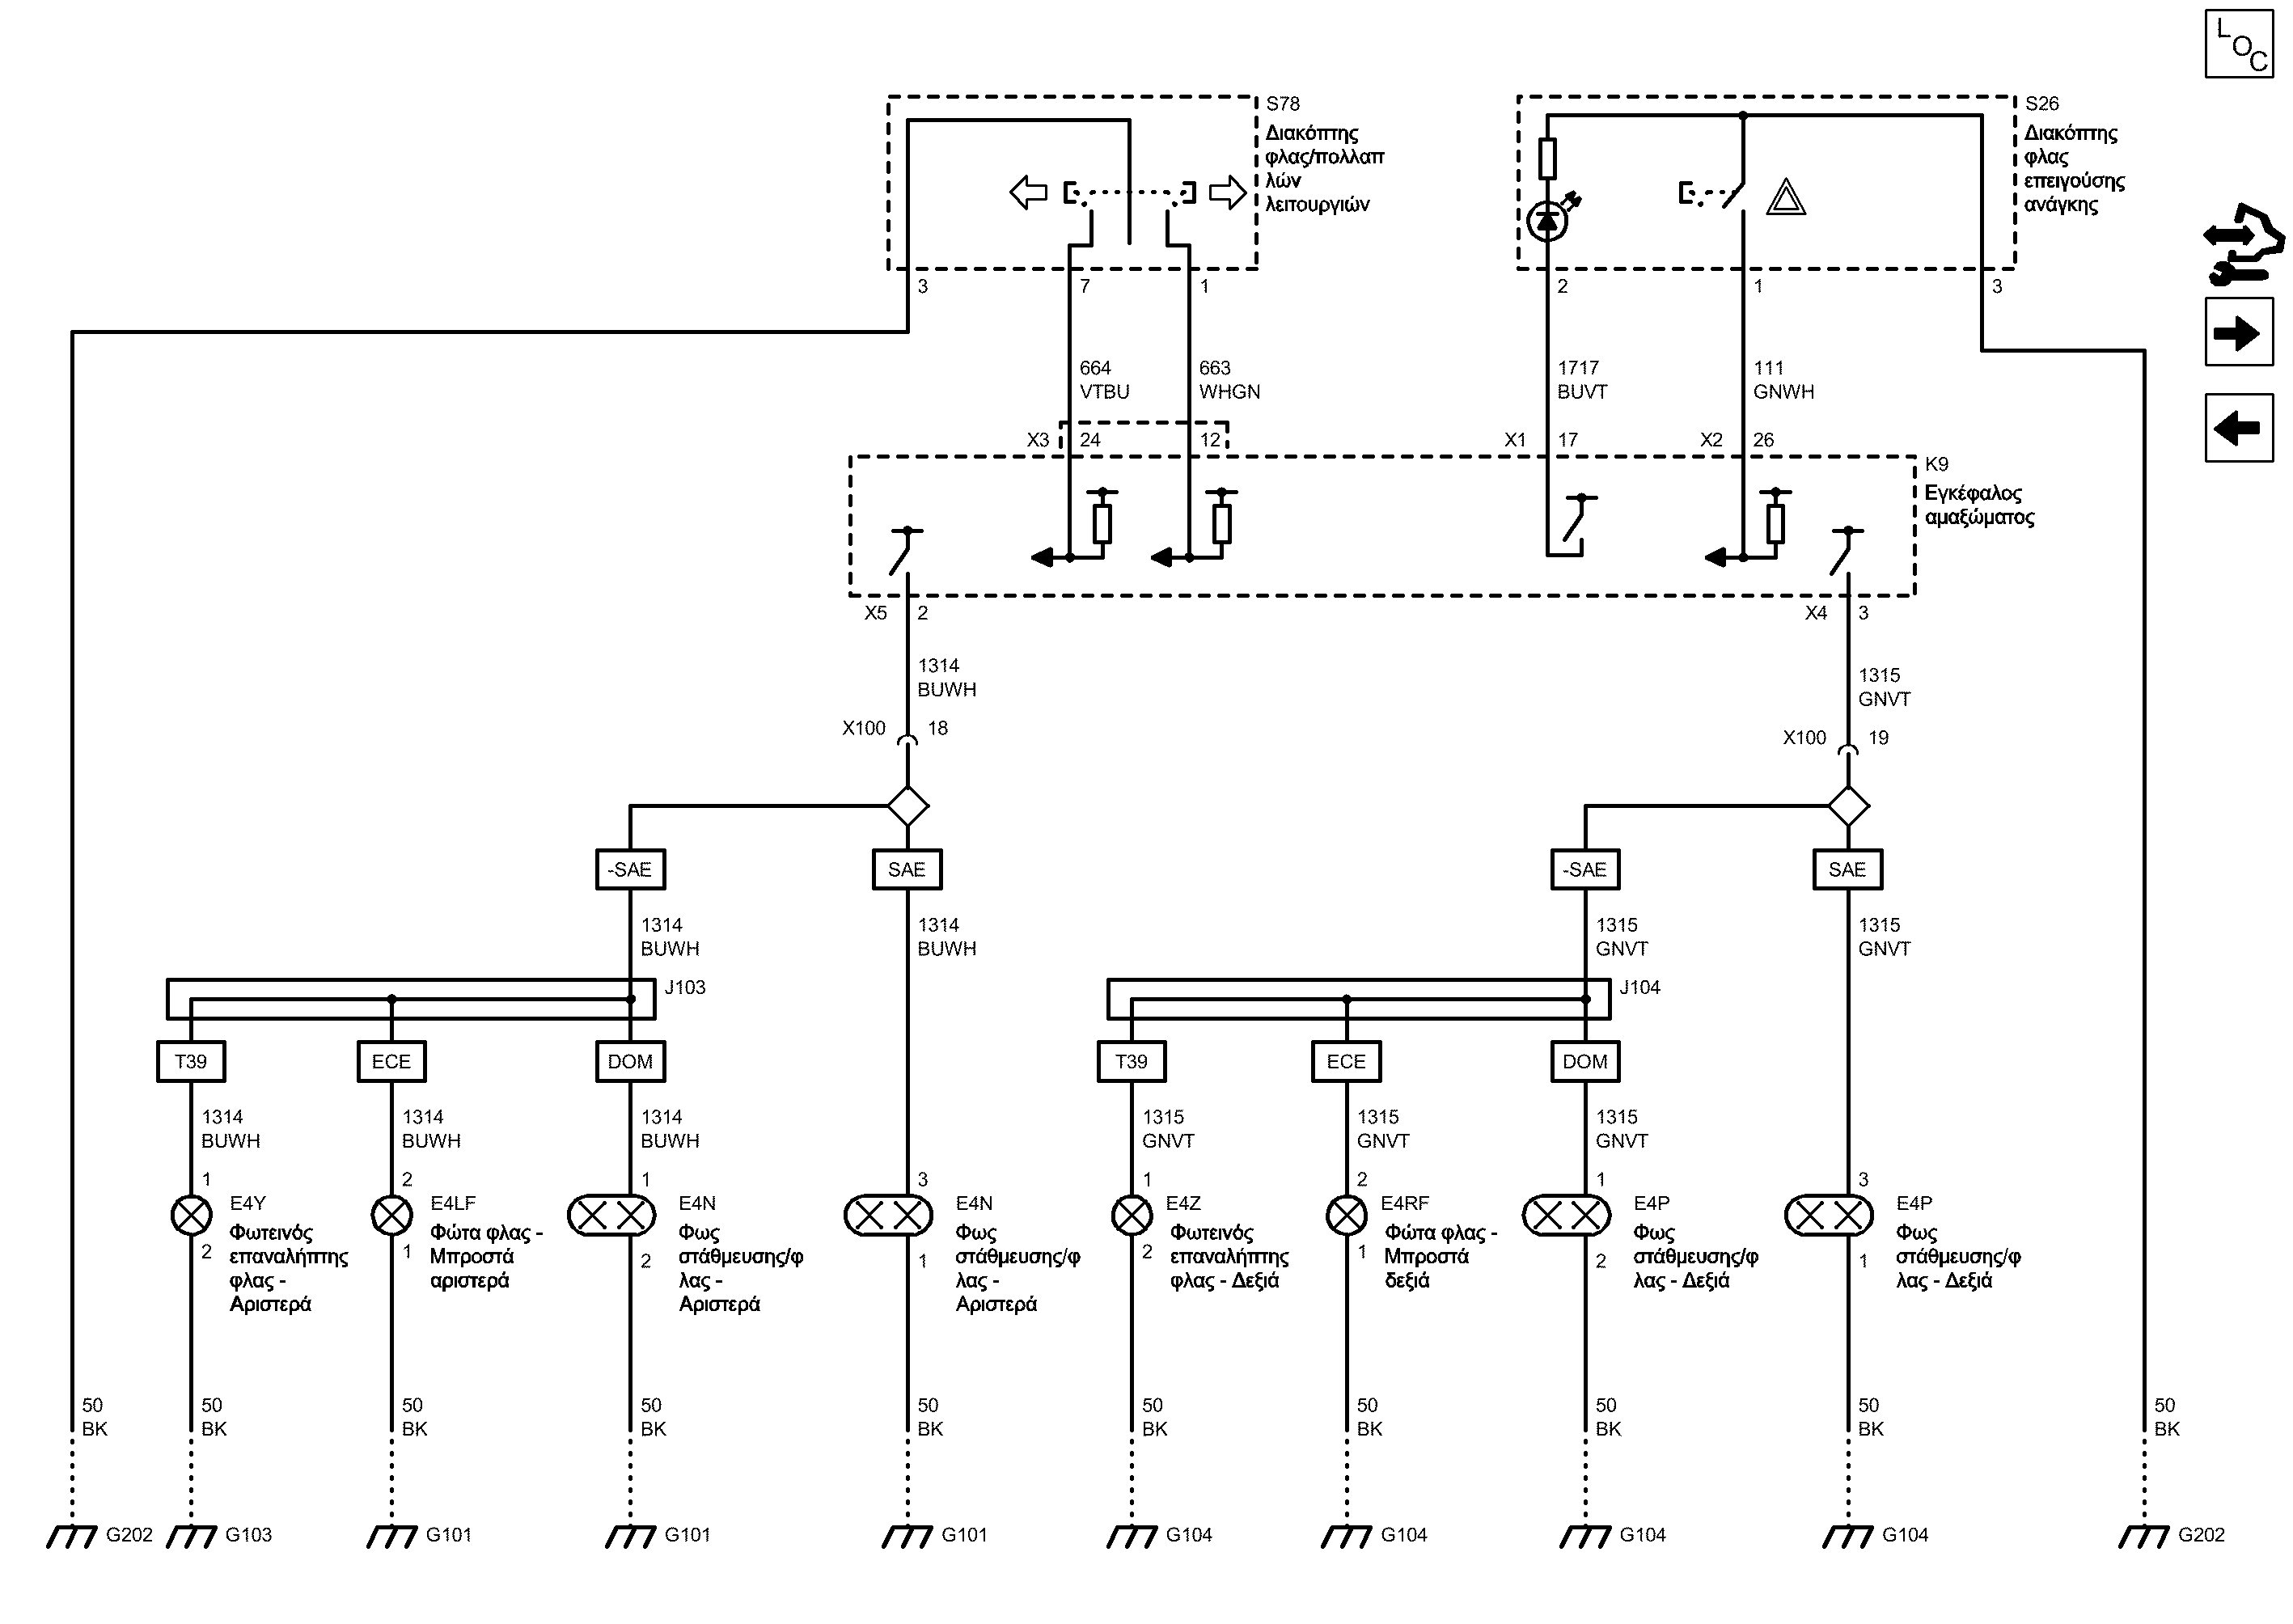 LOC
S78
Διακόπτης
φλας/πολλαπ
λών
λειτουργιών
S26
Διακόπτης
φλας
επειγούσης
ανάγκης
3
7
1
2
1
3
664
VTBU
663
WHGN
1717
BUVT
111
GNWH
X3
24
12
X1
17
X2
26
K9
Εγκέφαλος
αμαξώματος
X5
2
X4
3
1314
BUWH
1315
GNVT
X100
18
X100
19
-SAE
SAE
-SAE
SAE
1314
BUWH
1314
BUWH
1315
GNVT
1315
GNVT
J103
J104
T39
ECE
DOM
T39
ECE
DOM
1314
BUWH
1314
BUWH
1314
BUWH
1315
GNVT
1315
GNVT
1315
GNVT
1
E4Y
Φωτεινός
επαναλήπτης
φλας -
Αριστερά
2
2
E4LF
Φώτα φλας -
Μπροστά
αριστερά
1
1
E4N
Φως
στάθμευσης/φ
λας -
Αριστερά
2
3
E4N
Φως
στάθμευσης/φ
λας -
Αριστερά
1
1
E4Z
Φωτεινός
επαναλήπτης
φλας - Δεξιά
2
2
E4RF
Φώτα φλας -
Μπροστά
δεξιά
1
1
E4P
Φως
στάθμευσης/φ
λας - Δεξιά
2
3
E4P
Φως
στάθμευσης/φ
λας - Δεξιά
1
50
BK
50
BK
50
BK
50
BK
50
BK
50
BK
50
BK
50
BK
50
BK
50
BK
G202
G103
G101
G101
G101
G104
G104
G104
G104
G202